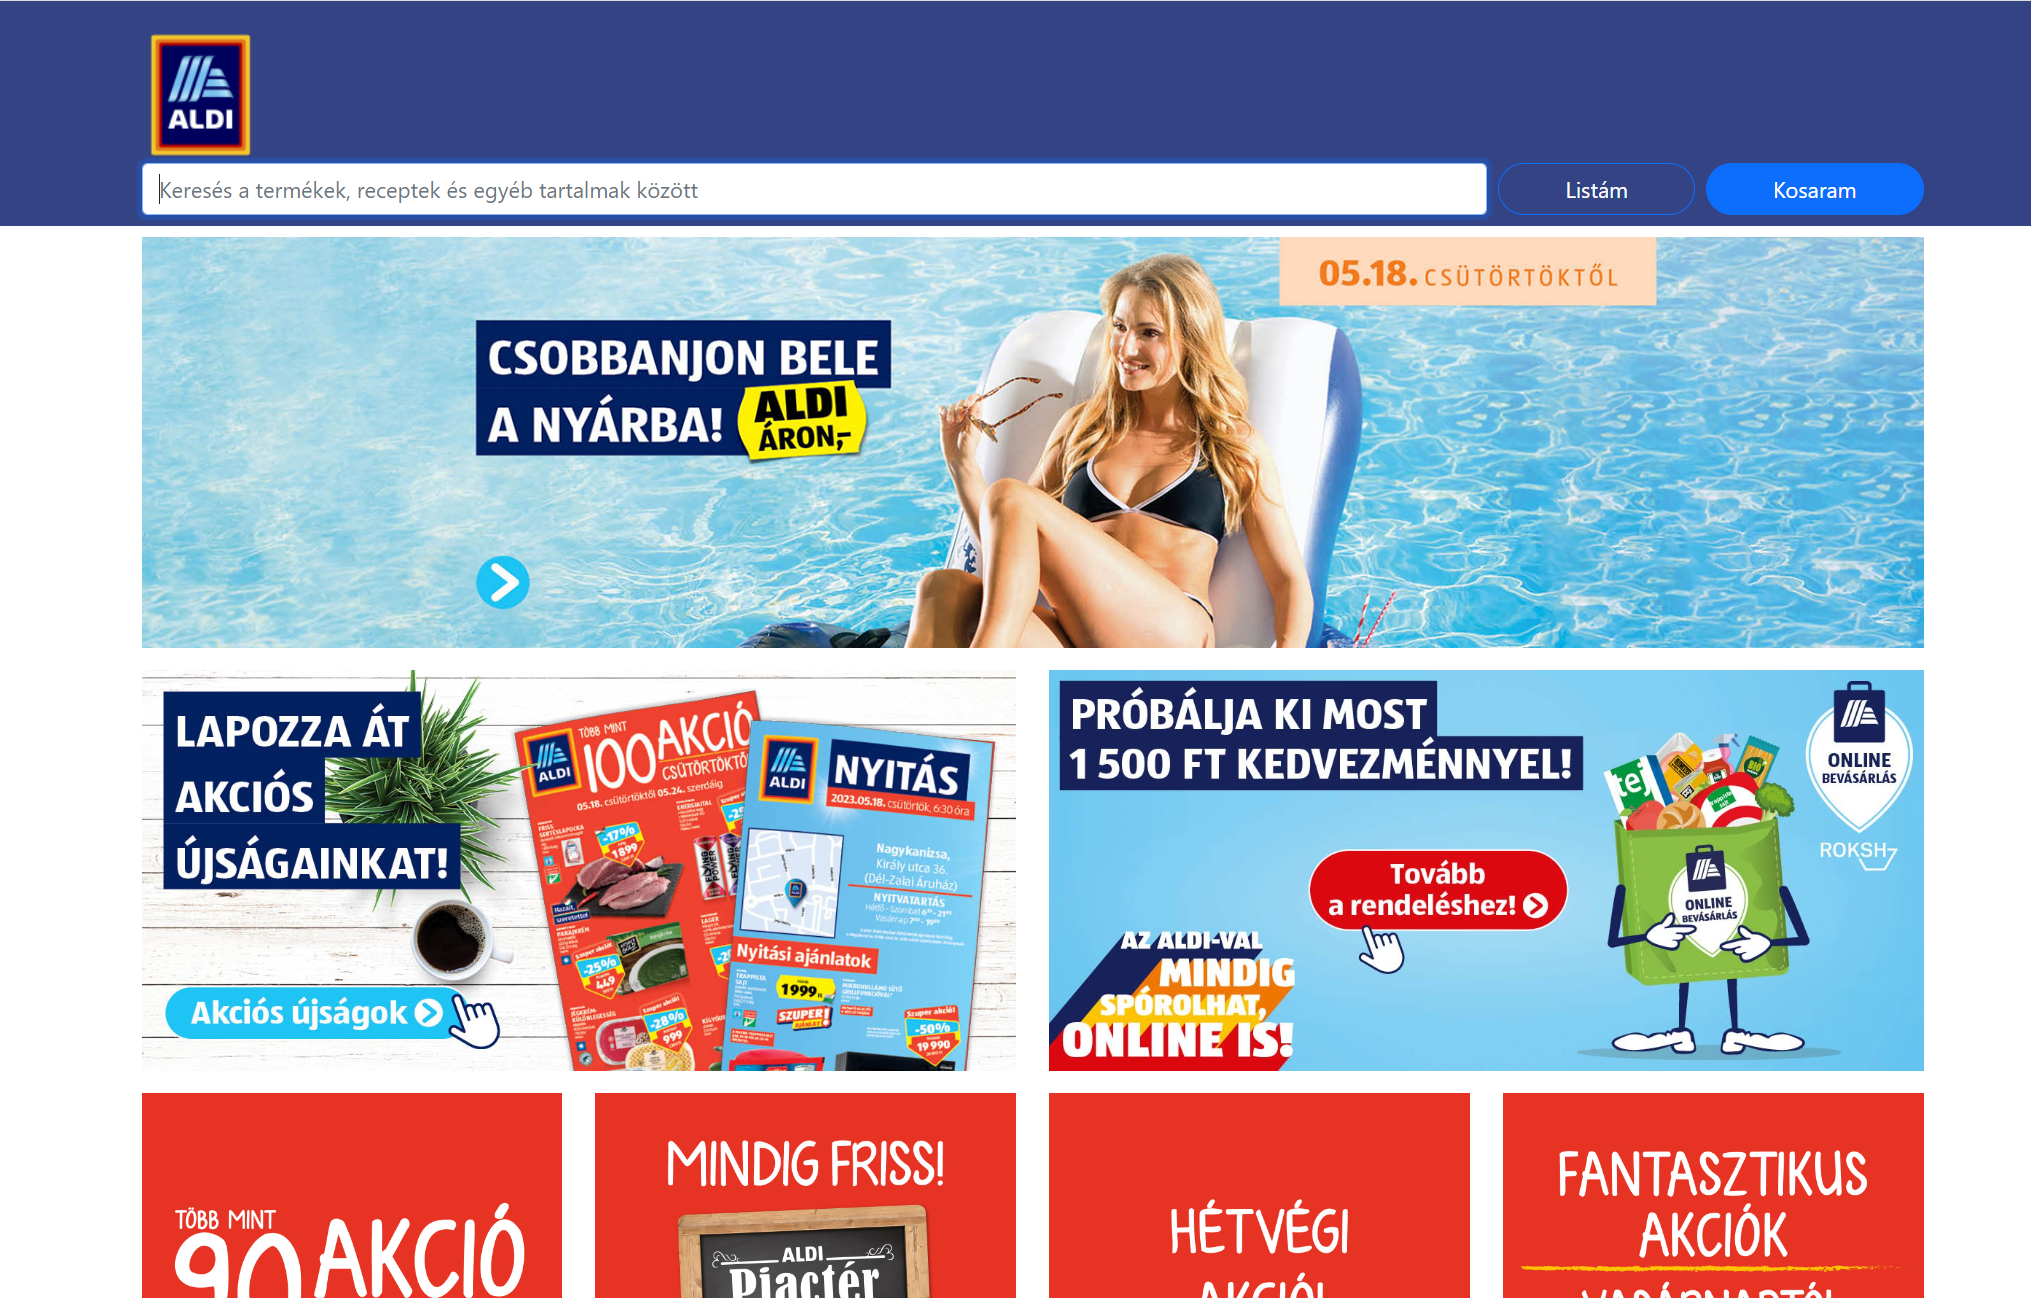 ALDI
Keresés a termékek, receptek és egyéb tartalmak között
Listám
Kosaram
05.18. CSÜTÖRTÖKTŐL
CSOBBANJON BELE
A NYÁRBA!
ALDI
ÁRON,-
LAPOZZA ÁT
AKCIÓS
ÚJSÁGAINKAT!
Akciós újságok
TÖBB MINT
100 AKCIÓ
CSÜTÖRTÖKTŐL
05.18. csütörtöktől 05.24. szerdáig
ALDI
-17%
1899
-25%
449
-28%
999
ALDI
NYITÁS
2023.05.18. csütörtök, 6:30 óra
Nagykanizsa,
Király utca 36.
(Dél-Zalai Áruház)
NYITVATARTÁS
Nyitási ajánlatok
1999
SZUPER
Szuper akció!
-50%
19 990
PRÓBÁLJA KI MOST
1 500 FT KEDVEZMÉNNYEL!
ONLINE
BEVÁSÁRLÁS
ROKSH
Tovább
a rendeléshez!
tej
ONLINE
BEVÁSÁRLÁS
AZ ALDI-VAL
MINDIG
SPÓROLHAT,
ONLINE IS!
TÖBB MINT
90 AKCIÓ
MINDIG FRISS!
ALDI
Piactér
HÉTVÉGI
AKCIÓ!
FANTASZTIKUS
AKCIÓK
VASÁRNAPTÓL